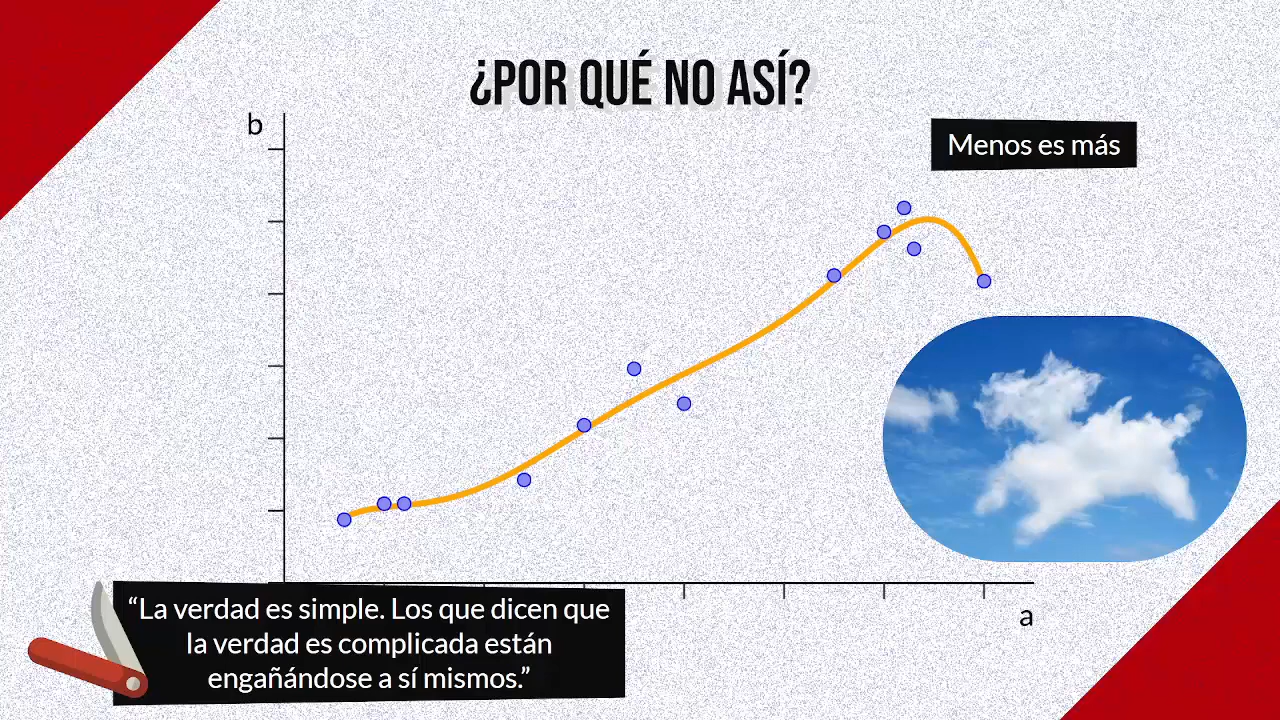 ¿POR QUÉ NO ASÍ?
b
Menos es más
a
“La verdad es simple. Los que dicen que
la verdad es complicada están
engañándose a sí mismos.”